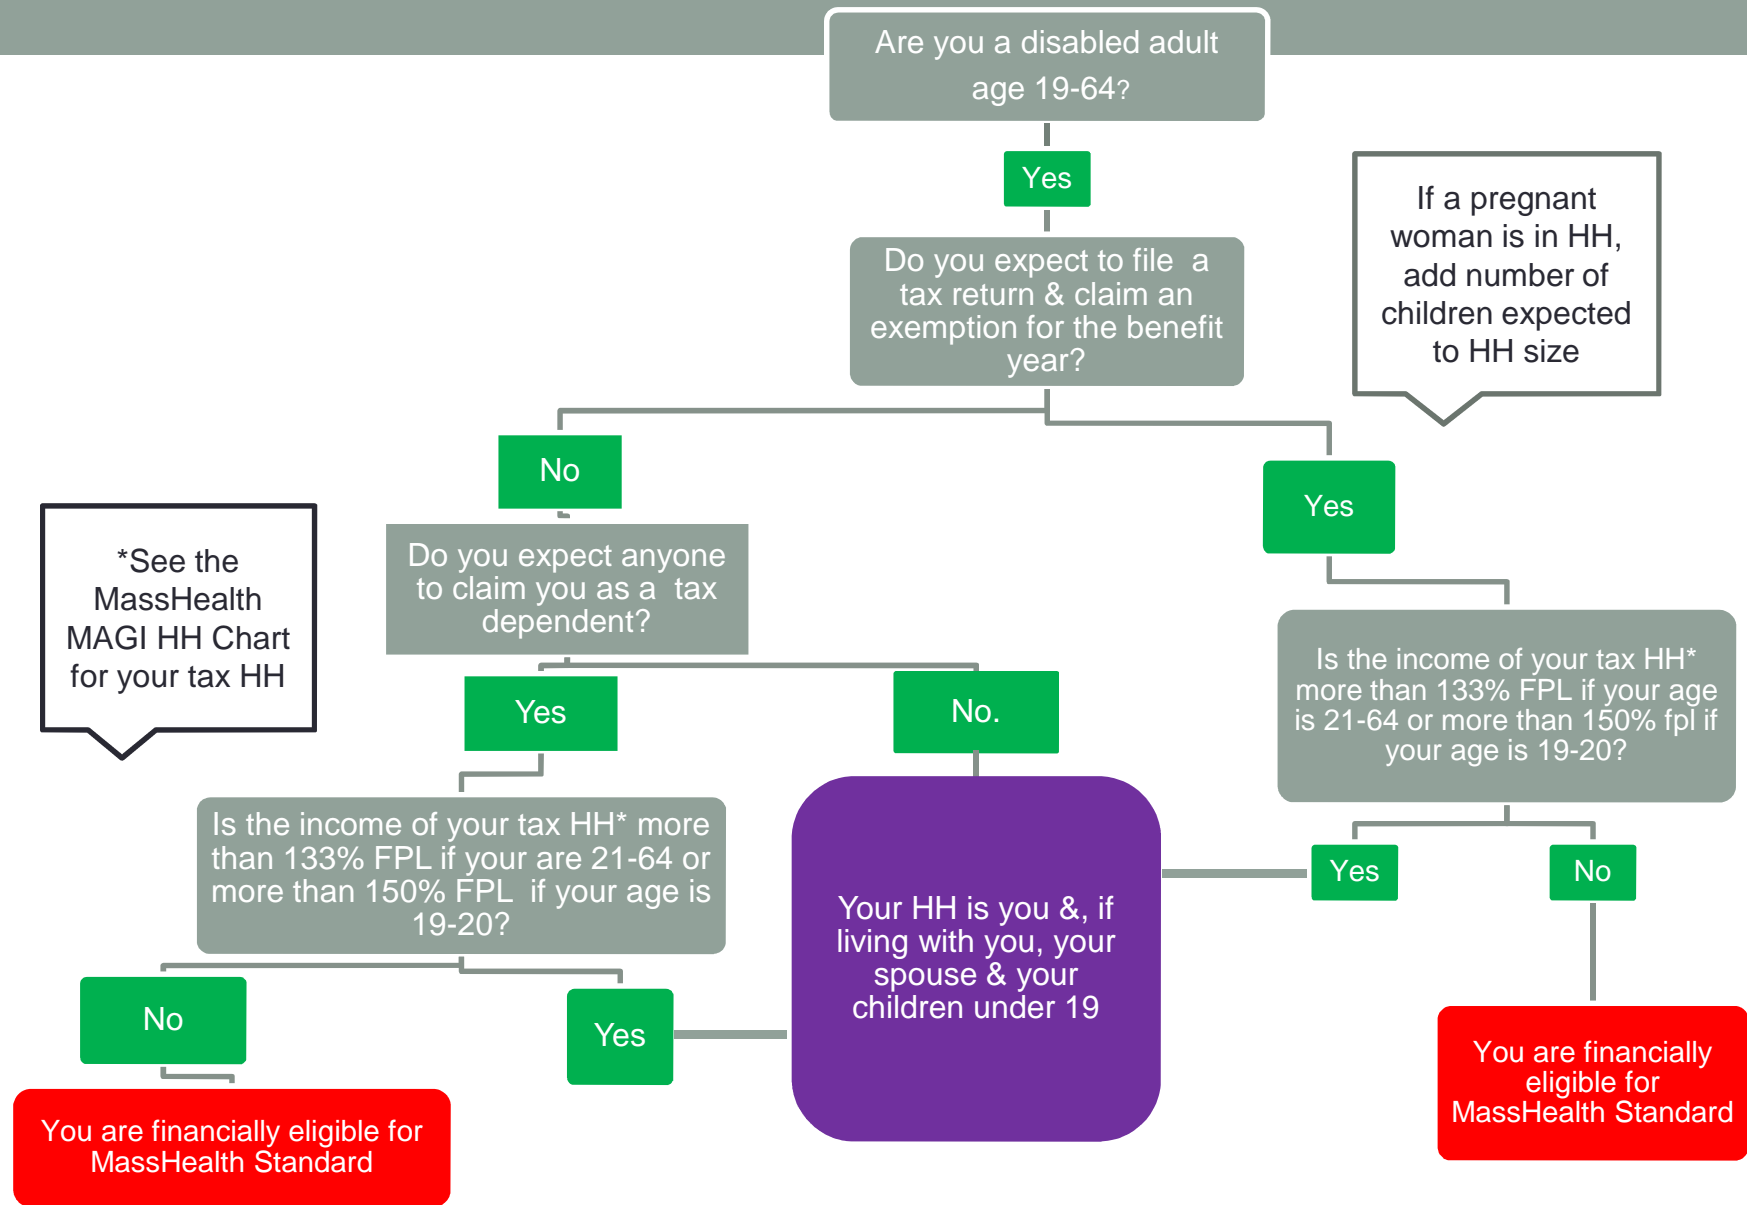 Are you a disabled adult
age 19-64?
Yes
If a pregnant
woman is in HH,
add number of
children expected
to HH size
Do you expect to file a
tax return & claim an
exemption for the benefit
year?
No
Yes
*See the
MassHealth
MAGI HH Chart
for your tax HH
Do you expect anyone
to claim you as a tax
dependent?
Is the income of your tax HH*
more than 133% FPL if your age
is 21-64 or more than 150% fpl if
your age is 19-20?
Yes
No.
Is the income of your tax HH* more
than 133% FPL if your are 21-64 or
more than 150% FPL if your age is
19-20?
Your HH is you &, if
living with you, your
spouse & your
children under 19
Yes
No
No
Yes
You are financially eligible for
MassHealth Standard
You are financially
eligible for
MassHealth Standard